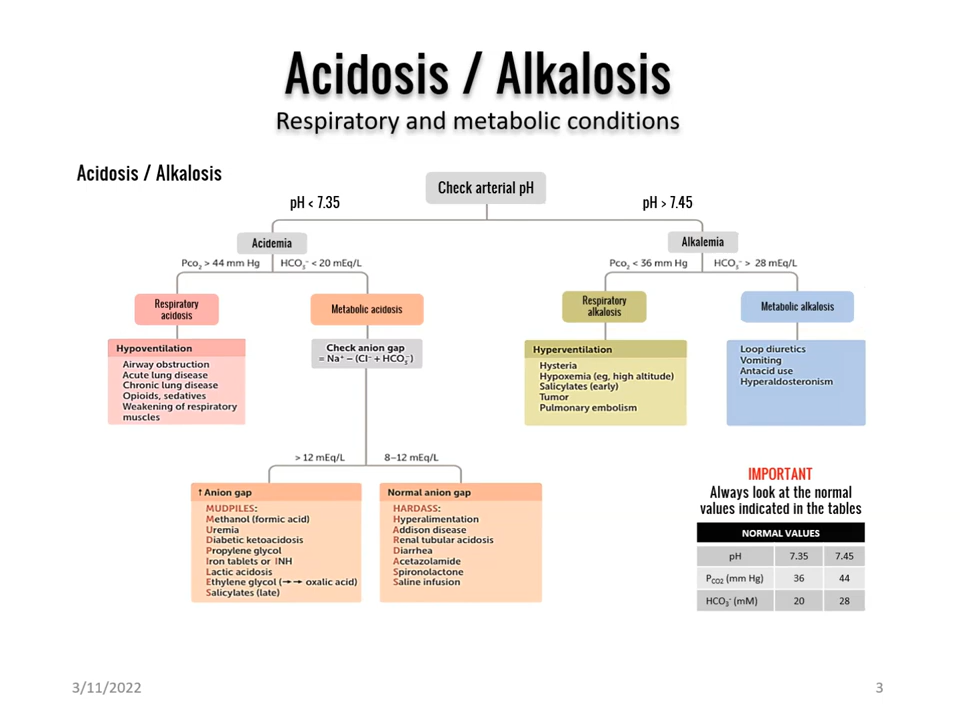 Acidosis / Alkalosis
Respiratory and metabolic conditions
Acidosis / Alkalosis
Check arterial pH
pH < 7.35
pH > 7.45
Acidemia
Alkalemia
Pco₂ > 44 mm Hg
HCO₃⁻ < 20 mEq/L
Pco₂ < 36 mm Hg
HCO₃⁻ > 28 mEq/L
Respiratory
acidosis
Metabolic acidosis
Respiratory
alkalosis
Metabolic alkalosis
Hypoventilation
Airway obstruction
Acute lung disease
Chronic lung disease
Opioids, sedatives
Weakening of respiratory
muscles
Check anion gap
= Na⁺ − (Cl⁻ + HCO₃⁻)
Hyperventilation
Hysteria
Hypoxemia (eg, high altitude)
Salicylates (early)
Tumor
Pulmonary embolism
Loop diuretics
Vomiting
Antacid use
Hyperaldosteronism
> 12 mEq/L
8–12 mEq/L
↑ Anion gap
MUDPILES:
Methanol (formic acid)
Uremia
Diabetic ketoacidosis
Propylene glycol
Iron tablets or INH
Lactic acidosis
Ethylene glycol (→→ oxalic acid)
Salicylates (late)
Normal anion gap
HARDASS:
Hyperalimentation
Addison disease
Renal tubular acidosis
Diarrhea
Acetazolamide
Spironolactone
Saline infusion
IMPORTANT
Always look at the normal
values indicated in the tables
NORMAL VALUES
pH 7.35 7.45
PCO2 (mm Hg) 36 44
HCO₃⁻ (mM) 20 28
3/11/2022
3